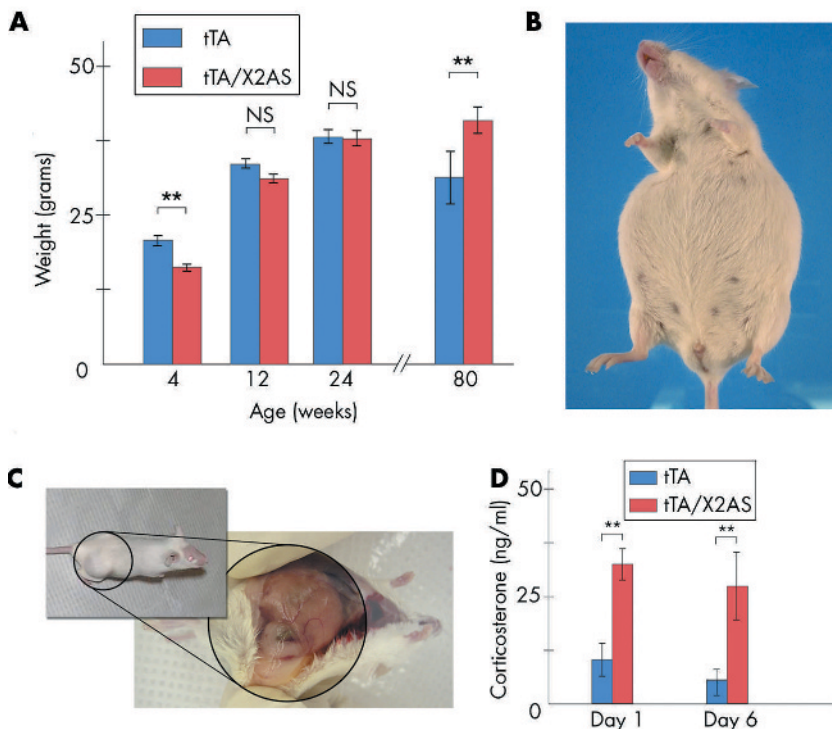 A
tTA
tTA/X2AS
50
25
0
Weight (grams)
**
NS
NS
**
4 12 24 80
Age (weeks)
B
C
D
tTA
tTA/X2AS
50
25
0
Corticosterone (ng/ml)
**
**
Day 1 Day 6